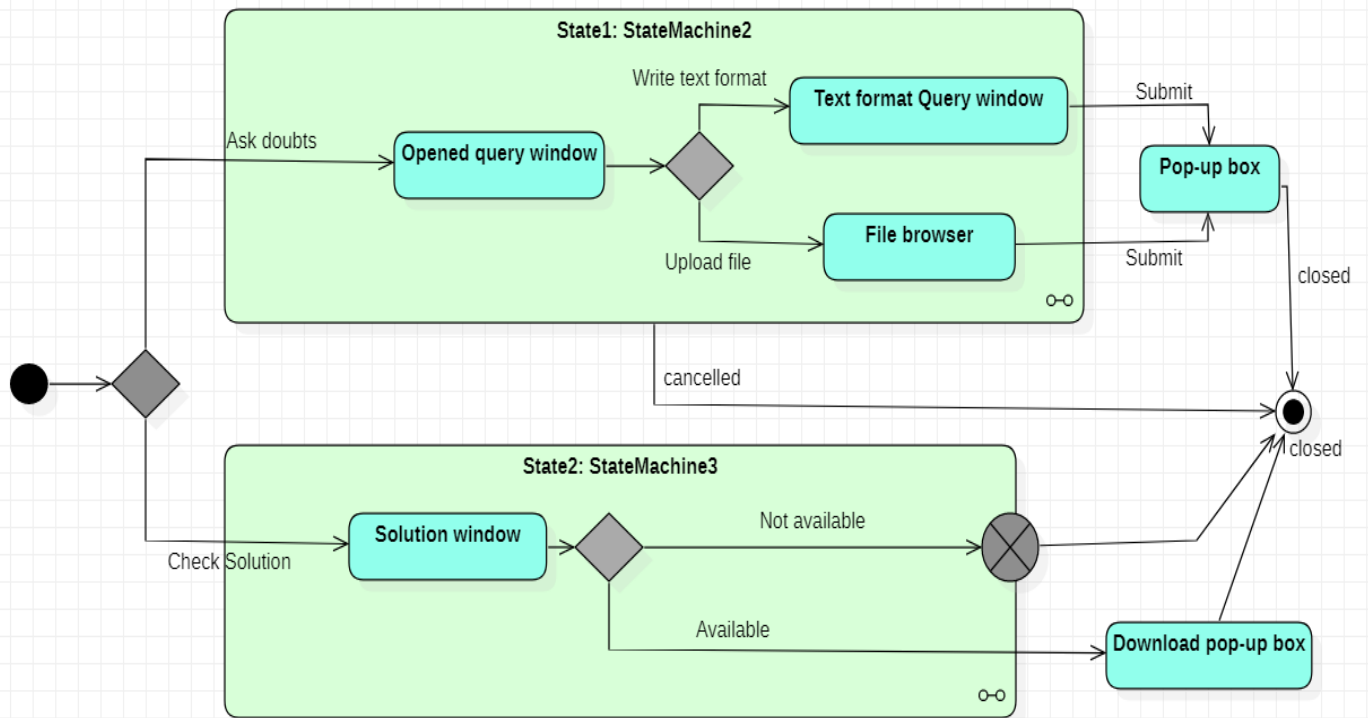 State1: StateMachine2
Write text format
Text format Query window
Submit
Ask doubts
Opened query window
Pop-up box
File browser
Upload file
Submit
closed
cancelled
closed
State2: StateMachine3
Not available
Solution window
Check Solution
Available
Download pop-up box